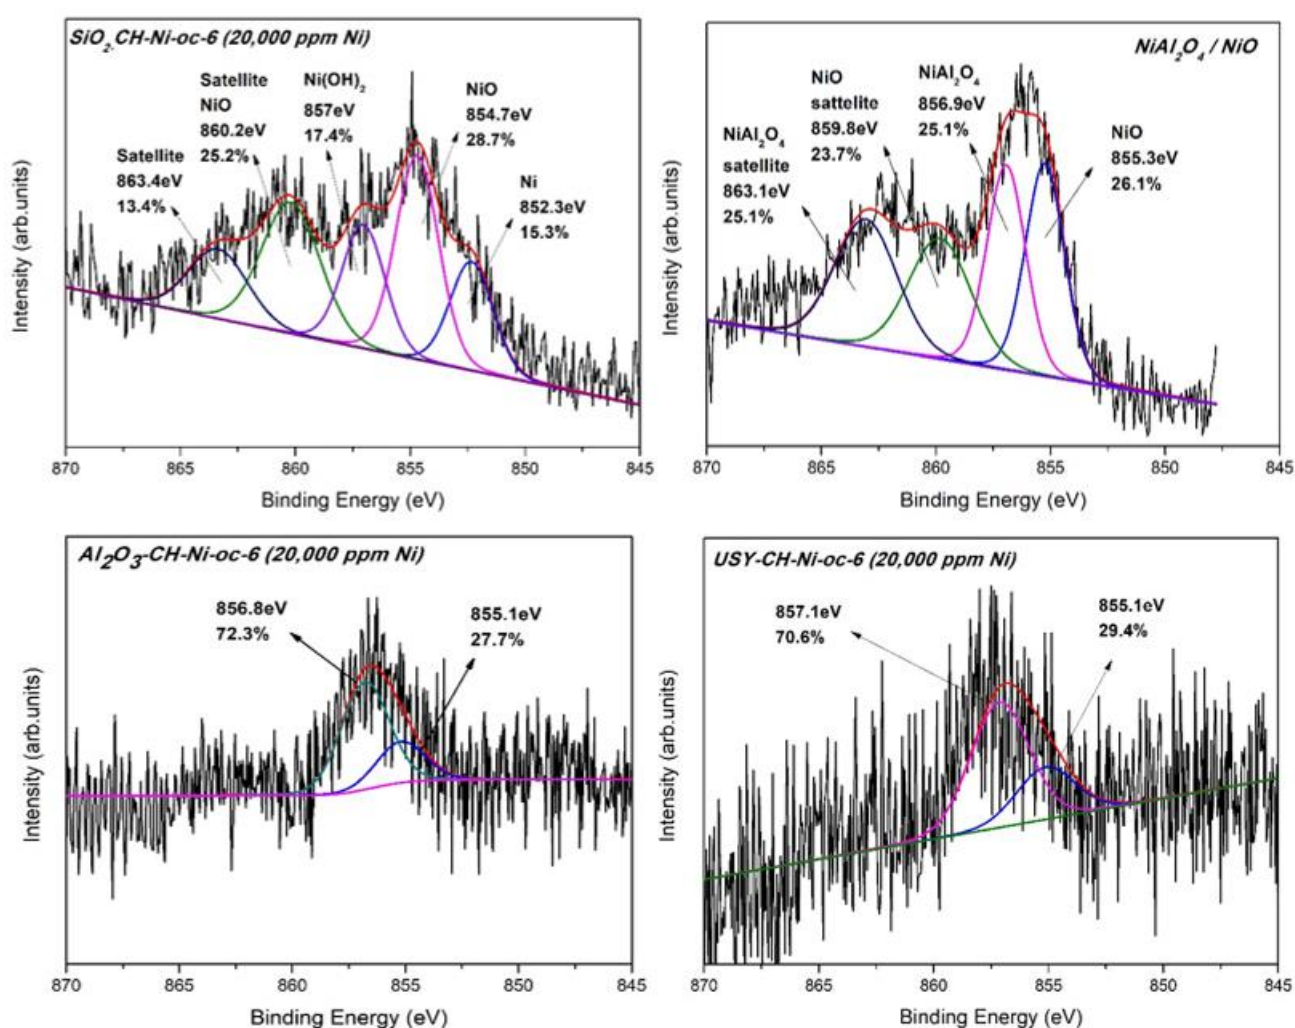 SiO2-CH-Ni-oc-6 (20,000 ppm Ni)
Satellite
NiO
860.2eV
25.2%
Ni(OH)2
857eV
17.4%
NiO
854.7eV
28.7%
Satellite
863.4eV
13.4%
Ni
852.3eV
15.3%
Intensity (arb.units)
870 865 860 855 850 845
Binding Energy (eV)
NiAl2O4 / NiO
NiO
sattelite
859.8eV
23.7%
NiAl2O4
856.9eV
25.1%
NiAl2O4
satellite
863.1eV
25.1%
NiO
855.3eV
26.1%
Intensity (arb.units)
870 865 860 855 850 845
Binding Energy (eV)
Al2O3-CH-Ni-oc-6 (20,000 ppm Ni)
856.8eV
72.3%
855.1eV
27.7%
Intensity (arb.units)
870 865 860 855 850 845
Binding Energy (eV)
USY-CH-Ni-oc-6 (20,000 ppm Ni)
857.1eV
70.6%
855.1eV
29.4%
Intensity (arb.units)
870 865 860 855 850 845
Binding Energy (eV)